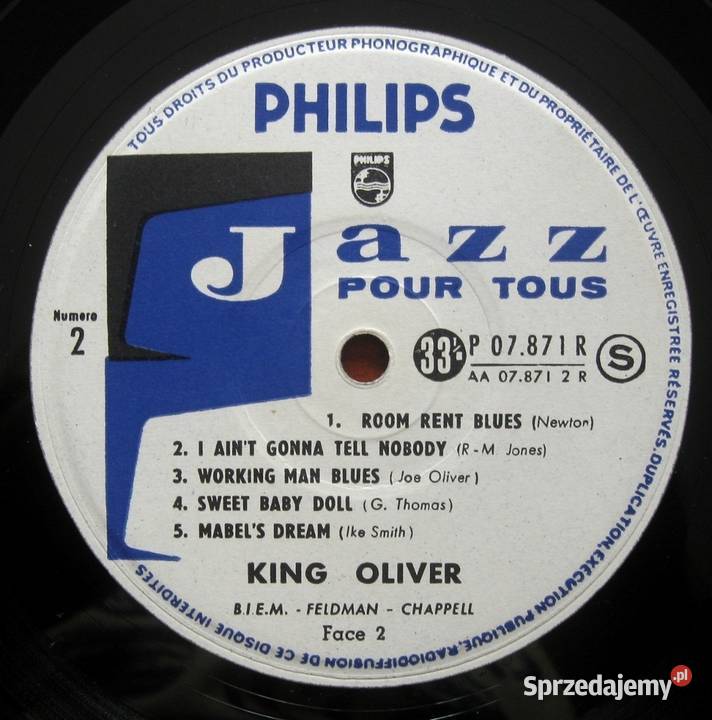 TOUS DROITS DU PRODUCTEUR PHONOGRAPHIQUE ET DU PROPRIÉTAIRE DE L'ŒUVRE ENREGISTRÉE RÉSERVÉS. DUPLICATION, EXÉCUTION PUBLIQUE, RADIODIFFUSION DE CE DISQUE INTERDITES
PHILIPS
PHILIPS
Jazz
POUR TOUS
Numero
2
33⅓ P 07.871 R S
AA 07.871 2 R
1. ROOM RENT BLUES (Newton)
2. I AIN'T GONNA TELL NOBODY (R-M Jones)
3. WORKING MAN BLUES (Joe Oliver)
4. SWEET BABY DOLL (G. Thomas)
5. MABEL'S DREAM (Ike Smith)
KING OLIVER
B.I.E.M. - FELDMAN - CHAPPELL
Face 2
Sprzedajemy.pl